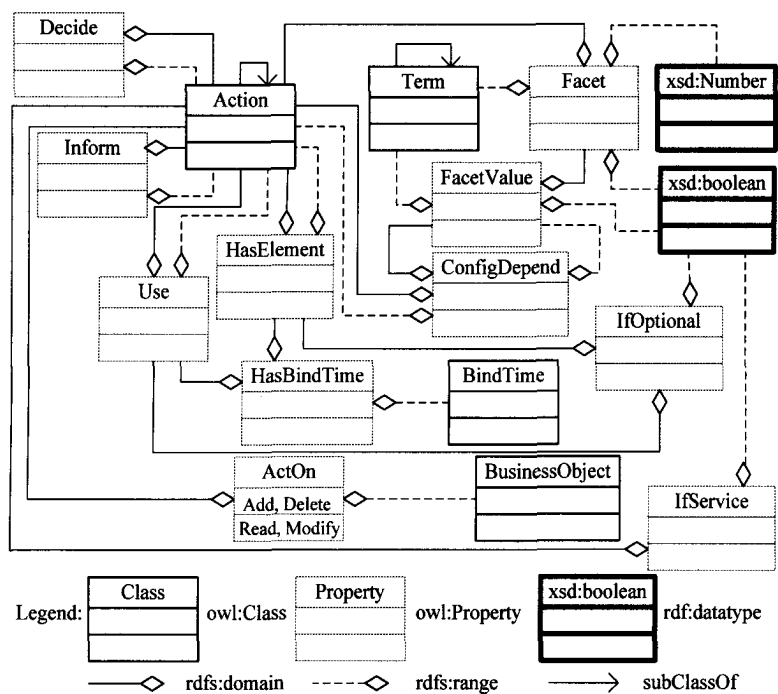 Decide
Action
Term
Facet
xsd:Number
Inform
FacetValue
xsd:boolean
HasElement
ConfigDepend
Use
IfOptional
HasBindTime
BindTime
ActOn
Add, Delete
Read, Modify
BusinessObject
IfService
Legend:
Class
owl:Class
Property
owl:Property
xsd:boolean
rdf:datatype
rdfs:domain
rdfs:range
subClassOf